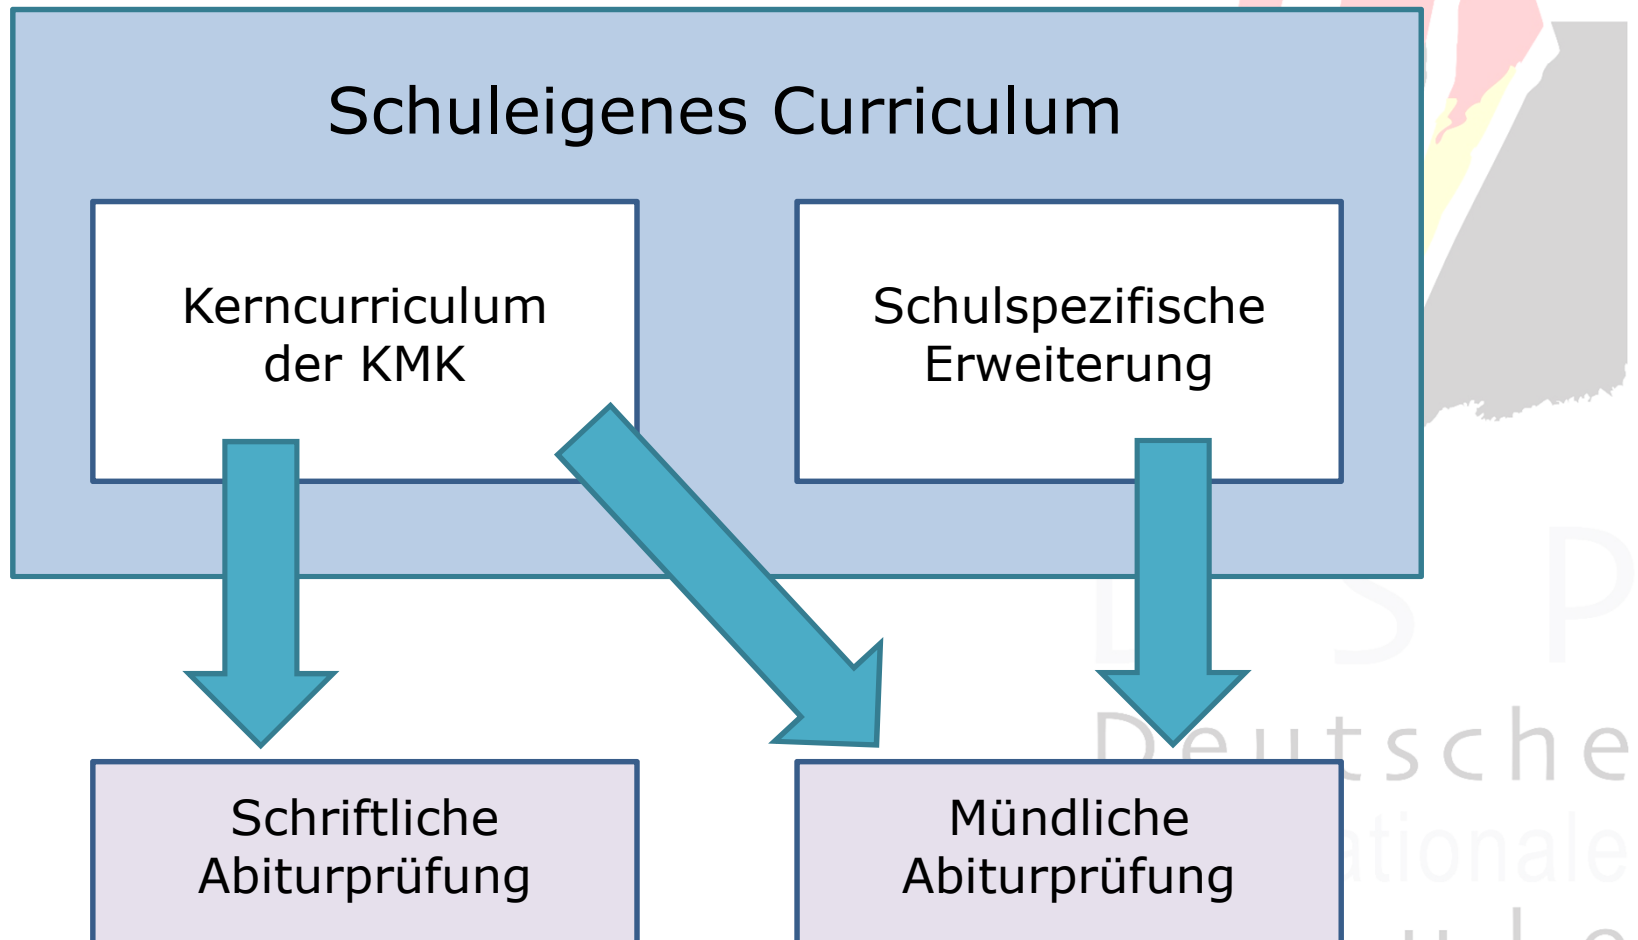 Schuleigenes Curriculum
Kerncurriculum
der KMK
Schulspezifische
Erweiterung
S P
Deutsche
Schriftliche
Abiturprüfung
Mündliche
Abiturprüfung
ationale